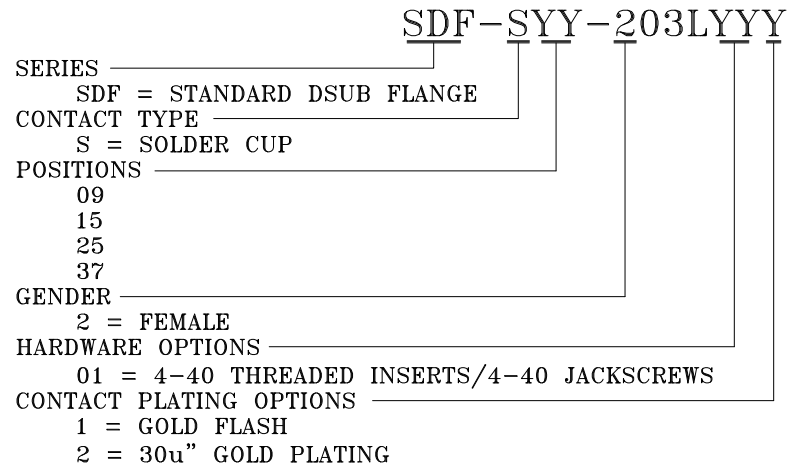 SDF-SYY-203LYYY
SERIES
SDF = STANDARD DSUB FLANGE
CONTACT TYPE
S = SOLDER CUP
POSITIONS
09
15
25
37
GENDER
2 = FEMALE
HARDWARE OPTIONS
01 = 4-40 THREADED INSERTS/4-40 JACKSCREWS
CONTACT PLATING OPTIONS
1 = GOLD FLASH
2 = 30u” GOLD PLATING